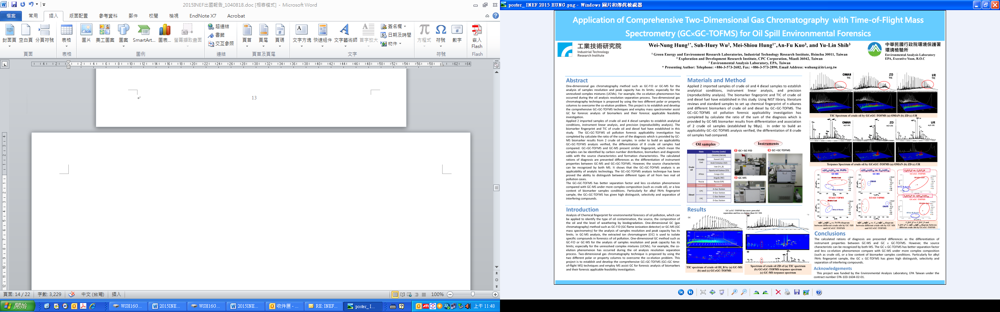 2015INEF出國報告_1040818.doc [相容模式] - Microsoft Word
檔案 常用 插入 版面配置 參考資料 郵件 校閱 檢視 EndNote X7 Acrobat
封面頁 空白頁 分頁符號 表格 圖片 美工圖案 圖案 SmartArt... 圖表... 螢幕擷取畫面
超連結
書籤
交互參照
頁首 頁尾 頁碼 文字方塊 快速組件 文字藝術師 首字放大
簽名欄
日期及時間
物件
方程式 符號 數字 嵌入 Flash
頁面 表格 圖例 連結 頁首及頁尾 文字 符號 Flash
13
頁面: 14 / 22 字數: 3,229 中文 (台灣) 插入 100%
開始 WSH16G... 2015INE... WSH16G... 2015INE... 收件匣 - ... RE: INEF... poster_ I... 上午 11:48
poster_ INEF 2015 HUNG.png - Windows 圖片和傳真檢視器
Application of Comprehensive Two-Dimensional Gas Chromatography with Time-of-Flight Mass
Spectrometry (GC×GC-TOFMS) for Oil Spill Environmental Forensics
工業技術研究院
Industrial Technology
Research Institute
Wei-Nung Hung1*, Suh-Huey Wu2, Mei-Shiou Hung1*,An-Fu Kuo3, and Yu-Lin Shih3
1 Green Energy and Environment Research Laboratories, Industrial Technology Research Institute, Hsinchu 30011, Taiwan
2 Exploration and Development Research Institute, CPC Corporation, Miaoli 36042, Taiwan
3 Environmental Analysis Laboratory, EPA, Taiwan
* Presenting Author: Telephone: +886-3-573-2682, Fax: +886-3-573-2890, Email Address: wnhung@itri.org.tw
中華民國行政院環境保護署
環境檢驗所
Environmental Analysis Laboratory
EPA, Executive Yuan, R.O.C
Abstract
One-dimensional gas chromatography method such as GC-FID or GC-MS for the
analysis of samples resolution and peak capacity has its limits; especially for the
unresolved complex mixtures (UCMs). For example, the co-elution phenomenon has
occurred during the oil analysis resolution separation process. Two-dimensional gas
chromatography technique is proposed by using the two different polar or property
columns to overcome the co-elution problem. This project is to establish and develop
the comprehensive GC×GC-TOFMS techniques and employ mass spectrometer assist
GC for forensic analysis of biomarkers and their forensic applicable feasibility
investigation.
Applied 2 imported samples of crude oil and 4 diesel samples to establish analytical
conditions, instrument linear analysis, and precision (reproducibility analysis). The
biomarker fingerprint and TIC of crude oil and diesel fuel have established in this
study. The GC×GC-TOFMS oil pollution forensic applicability investigation has
completed by calculate the ratio of the sum of the diagnosis which is provided by GC-
MS biomarker results from 2 crude oil samples. In order to build an applicability
GC×GC-TOFMS analysis verified, the differentiation of 8 crude oil samples had
compared. GC×GC-TOFMS and GC-MS present similar fingerprint, which mean the
samples can be identified by carbon number distribution, biomarkers and diagnostic
odds with the source characteristics and formation characteristics. The calculated
rations of diagnosis are presented differences as the differentiation of instrument
properties between GC-MS and GC×GC-TOFMS. However, the source characteristic
can be recognized by both MS. It shows that the GC×GC-TOFMS analysis is an
applicability of analytic technology. The GC×GC-TOFMS analysis technique has been
proved the ability to distinguish between different types of oil from two real oil
pollution cases.
The GC×GC-TOFMS has better separation factor and less co-elution phenomenon
compared with GC-MS under more complex composition (such as crude oil), or a low
content of biomarker samples conditions. Particularly for alkyl PAHs fingerprint
sample, the GC×GC-TOFMS has given high distinguish, selectivity and separation of
interfering compounds.
Introduction
Analysis of Chemical fingerprint for environmental forensics of oil pollution, which can
be applied to identify the type of oil contamination, the source, the composition of
the oil and the level of weathering by biodegradation. One-dimensional GC (gas
chromatography) method such as GC-FID (GC flame ionization detector) or GC-MS (GC
mass spectrometry) for the analysis of samples resolution and peak capacity has its
limits. In GC-MS analysis, the extracted ion chromatogram (EIC) is used to isolate
specific compounds in forensics of oil pollution. One-dimensional GC method such as
GC-FID or GC-MS for the analysis of samples resolution and peak capacity has its
limits; especially for the unresolved complex mixtures (UCMs). For example, the co-
elution phenomenon has occurred during the oil analysis resolution separation
process. Two-dimensional gas chromatography technique is proposed by using the
two different polar or property columns to overcome the co-elution problem. This
project is to establish and develop the comprehensive GC×GC-TOFMS (GC×GC time-
of-flight MS) techniques and employ MS assist GC for forensic analysis of biomarkers
and their forensic applicable feasibility investigation.
Materials and Method
Applied 2 imported samples of crude oil and 4 diesel samples to establish
analytical conditions, instrument linear analysis, and precision
(reproducibility analysis). The biomarker fingerprint and TIC of crude oil
and diesel fuel have established in this study. Using NIST library, literature
reviews and standard samples to set up chemical fingerprint of n-alkanes
and different biomarkers of crude oil and diesel by GC×GC-TOFMS. The
GC×GC-TOFMS oil pollution forensic applicability investigation has
completed by calculate the ratio of the sum of the diagnosis which is
provided by GC-MS biomarker results from differentiation and association
of 2 crude oil samples (established by 98ys). In order to build an
applicability GC×GC-TOFMS analysis verified, the differentiation of 8 crude
oil samples had compared.
Oil samples
State Country (code)
Crude oil Middle East OMAN (OMAN)
Kuwait (KC)
Arab Emirates (UZ)
Iran (IH_B)
Africa Equatorial Guinea (ZD)
Congo (DJ)
Angola (NE)
Russia Russia (UR)
Company District
Diesel CPC A-Gas Station
B-Gas Station
FPC C-Gas Station
D-Gas Station
Instruments
1 GC×GC-FID
3 GC×GC-TOFMS
2 GC-MS
Results
GC x GC-TOFMS has more powerful
separation and less co-elution than GC-MS
TIC spectrum of crude oil IH_B by (a) GC-MS
(b) and (c) GC×GC-TOFMS
Spectrum of crude oil ZD of (a) TIC spectrum
(b) GC×GC-TOFMS terpanes spectrum
(c) GC-MS terpanes spectrum
OMAN TIC
ZD TIC
UR TIC
TIC Spectrum of crude oil by GC×GC-TOFMS (a) OMAN (b) ZD (c) UR
OMAN m/z 191
ZD m/z 191
UR m/z 191
Terpanes Spectrum of crude oil by GC×GC-TOFMS (a) OMAN (b) ZD (c) UR
GC-MS
Middle East
Africa & Russia
GC×GC-TOFMS
Middle East
Africa & Russia
GC-MS
OMAN
GC×GC-TOFMS
OMAN
GC×GC-TOFMS
Middle East
Africa & Russia
GC×GC-TOFMS
Middle East
Africa & Russia
between different crude oils by GC-MS
and GC×GC-TOFMS
between different crude oils by GC-MS
and GC×GC-TOFMS
different crude oils by GC×GC-TOFMS
Conclusions
The calculated rations of diagnosis are presented differences as the differentiation of
instrument properties between GC-MS and GC × GC-TOFMS. However, the source
characteristic can be recognized by both MS. The GC × GC-TOFMS has better separation factor
and less co-elution phenomenon compare with GC-MS under more complex composition
(such as crude oil), or a low content of biomarker samples conditions. Particularly for alkyl
PAHs fingerprint sample, the GC × GC-TOFMS has given high distinguish, selectivity and
separation of interfering compounds.
Acknowledgements
This project was funded by the Environmental Analysis Laboratory, EPA Taiwan under the
contract number EPA-103-1604-02-01.